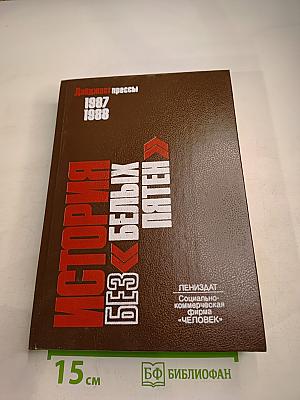 Дайджест прессы
1987
1988
ИСТОРИЯ
БЕЗ «БЕЛЫХ
ПЯТЕН»
ЛЕНИЗДАТ
Социально-
коммерческая
фирма
«ЧЕЛОВЕК»
15 см
БФ БИБЛИОФАН